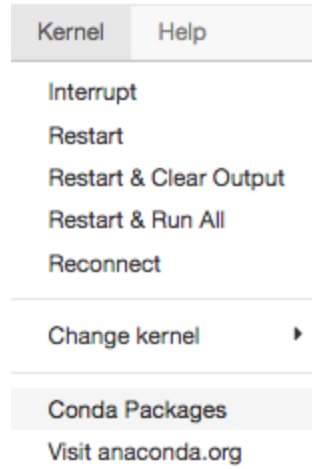 Kernel Help
Interrupt
Restart
Restart & Clear Output
Restart & Run All
Reconnect
Change kernel
Conda Packages
Visit anaconda.org